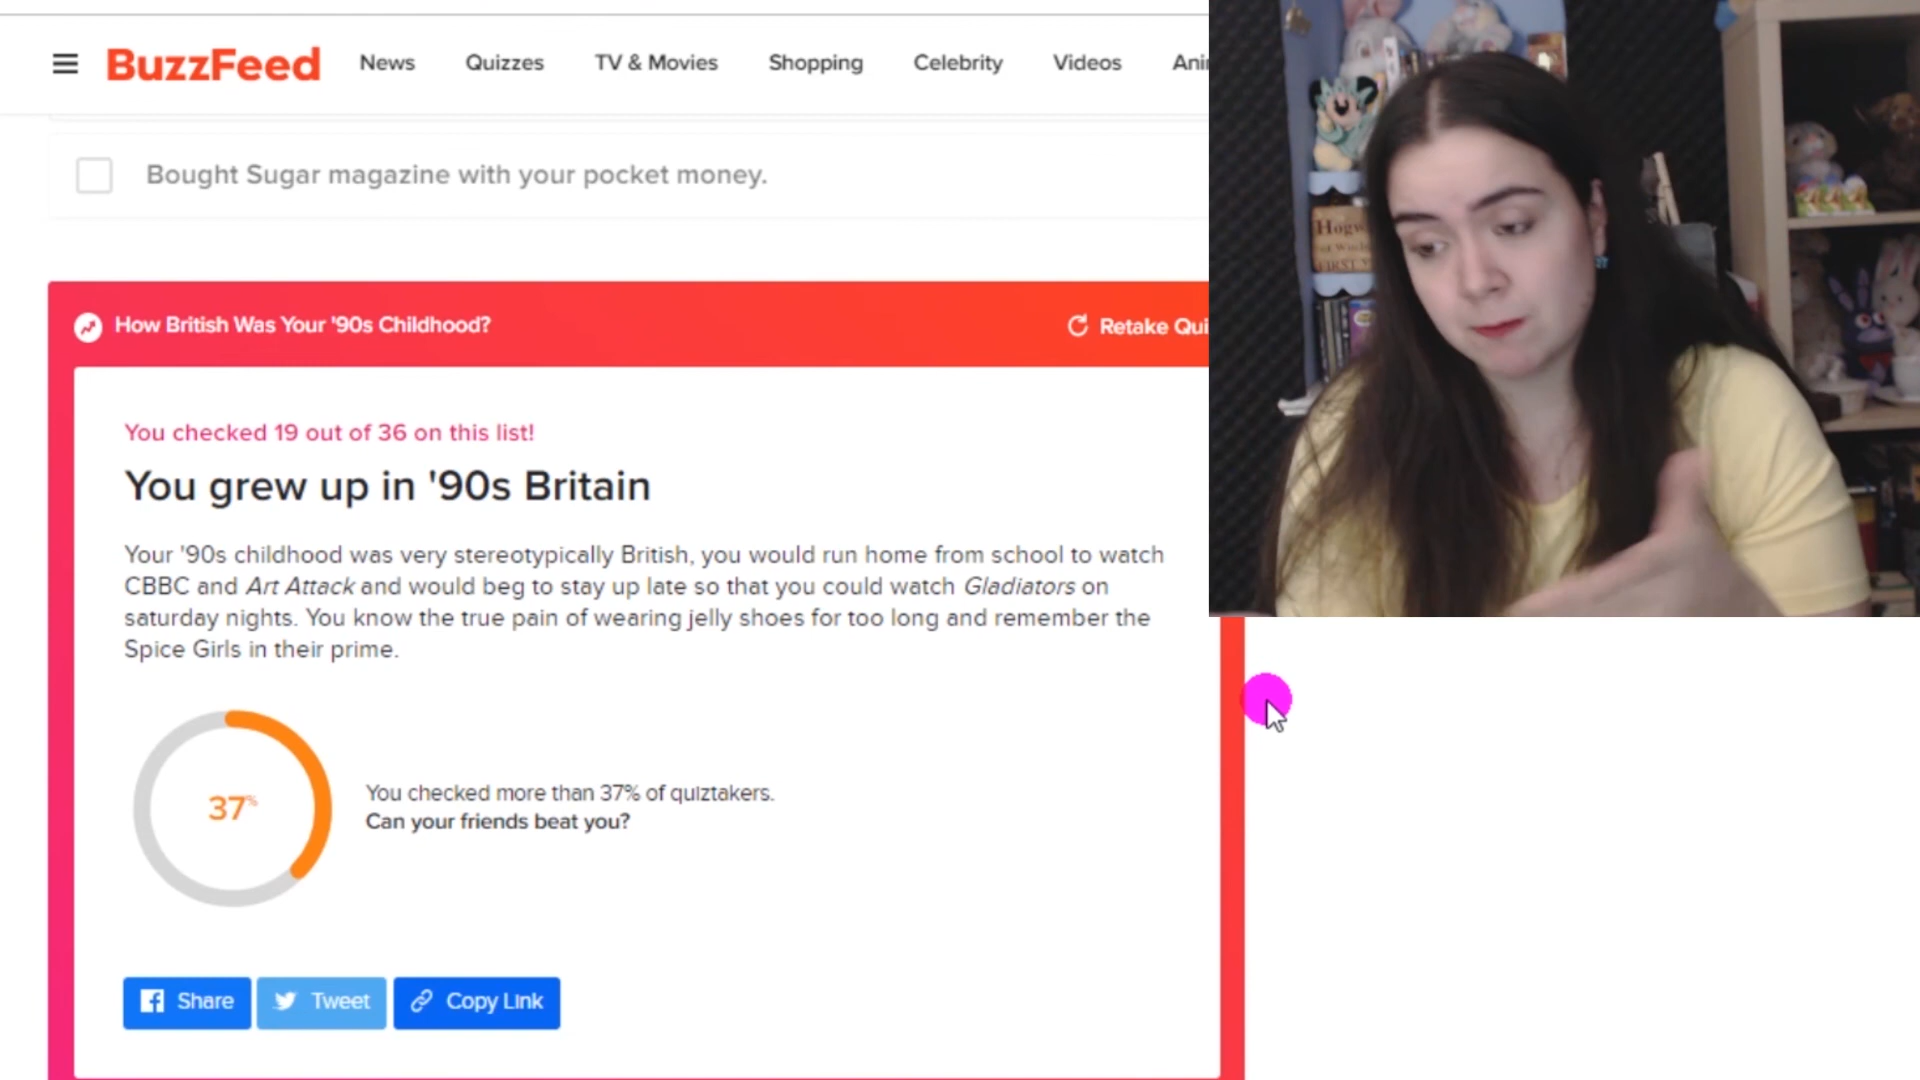 BuzzFeed News Quizzes TV & Movies Shopping Celebrity Videos
Bought Sugar magazine with your pocket money.
How British Was Your '90s Childhood?
Retake Qui
You checked 19 out of 36 on this list!
You grew up in '90s Britain
Your '90s childhood was very stereotypically British, you would run home from school to watch
CBBC and Art Attack and would beg to stay up late so that you could watch Gladiators on
saturday nights. You know the true pain of wearing jelly shoes for too long and remember the
Spice Girls in their prime.
37%
You checked more than 37% of quiztakers.
Can your friends beat you?
Share Tweet Copy Link